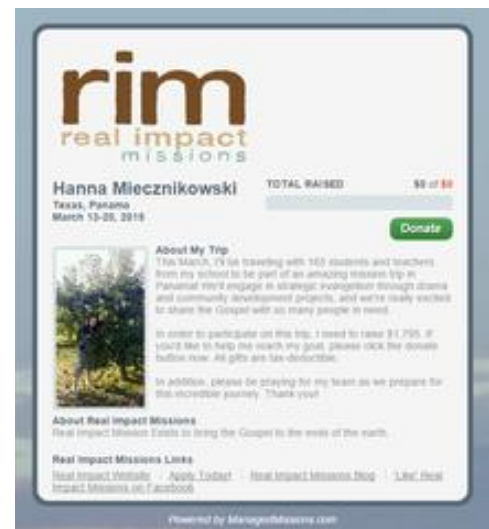 rim
real impact
missions
Hanna Miecznikowski
TOTAL RAISED $0 of $0
Texas, Panama
Donate
About My Trip
This March, I'll be traveling with 163 students and teachers
from my school to be part of an amazing mission trip in
Panama! We'll engage in strategic evangelism through drama
and community development projects, and we're really excited
to share the Gospel with so many people in need.
In order to participate on this trip, I need to raise $1,795. If
you'd like to help me reach my goal, please click the donate
button now. All gifts are tax-deductible.
In addition, please be praying for my team as we prepare for
this incredible journey. Thank you!
About Real Impact Missions
Real Impact Mission Exists to bring the Gospel to the ends of the earth.
Real Impact Missions Links
Real Impact Website | Apply Today! | Real Impact Missions Blog | 'Like' Real
Impact Missions on Facebook
Powered by ManagedMissions.com